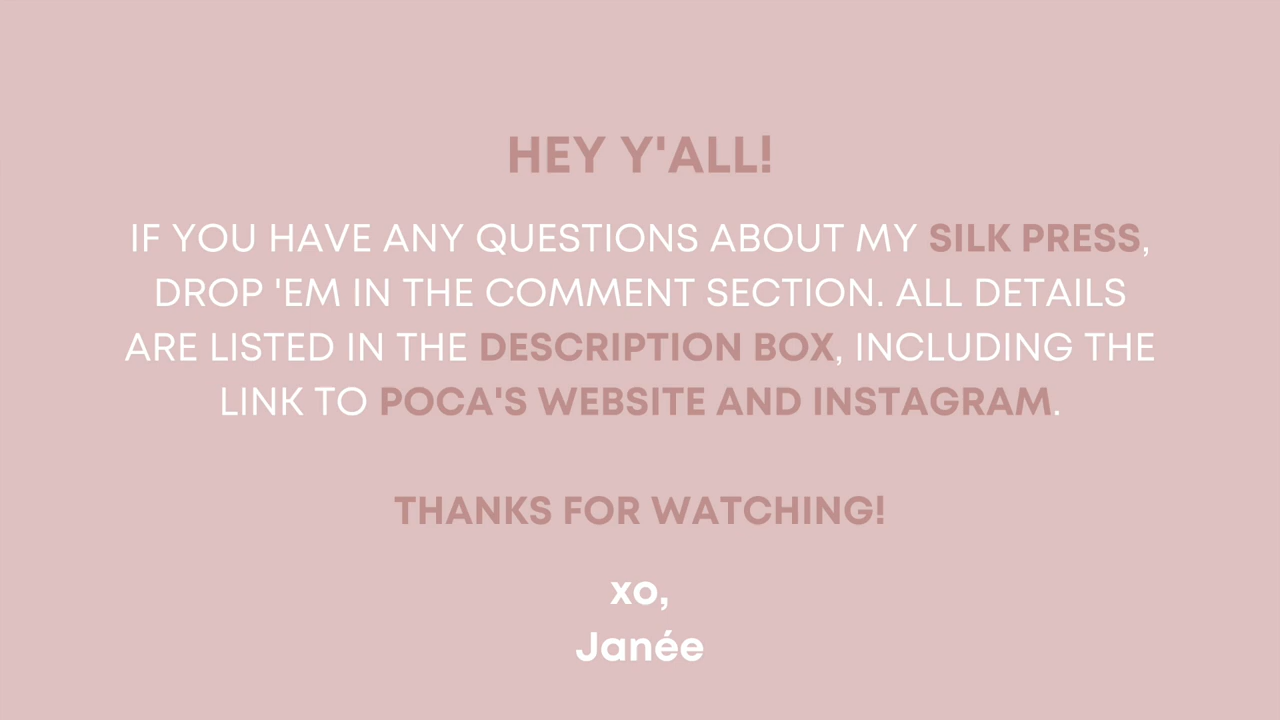 HEY Y'ALL!
IF YOU HAVE ANY QUESTIONS ABOUT MY SILK PRESS,
DROP 'EM IN THE COMMENT SECTION. ALL DETAILS
ARE LISTED IN THE DESCRIPTION BOX, INCLUDING THE
LINK TO POCA'S WEBSITE AND INSTAGRAM.
THANKS FOR WATCHING!
xo,
Janée